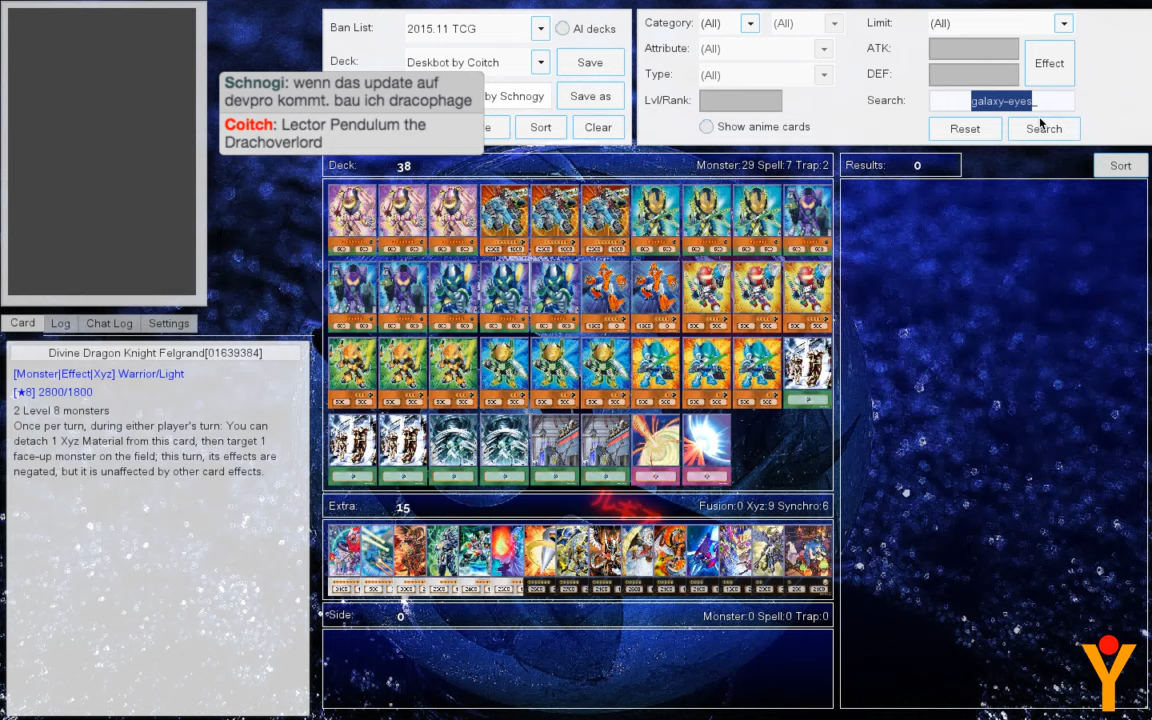 Ban List:
2015.11 TCG
AI decks
Deck:
Deskbot by Coitch
Save
by Schnogy
Save as
Sort
Clear
Schnogi: wenn das update auf
devpro kommt. bau ich dracophage
Coitch: Lector Pendulum the
Drachoverlord
Category:
(All)
(All)
Limit:
(All)
Attribute:
(All)
ATK:
Type:
(All)
DEF:
Effect
Lvl/Rank:
Search:
galaxy-eyes_
Show anime cards
Reset
Search
Deck:
38
Monster:29 Spell:7 Trap:2
Results:
0
Sort
Card
Log
Chat Log
Settings
Divine Dragon Knight Felgrand[01639384]
[Monster|Effect|Xyz] Warrior/Light
[★8] 2800/1800
2 Level 8 monsters
Once per turn, during either player's turn: You can
detach 1 Xyz Material from this card, then target 1
face-up monster on the field; this turn, its effects are
negated, but it is unaffected by other card effects.
Extra:
15
Fusion:0 Xyz:9 Synchro:6
Side:
0
Monster:0 Spell:0 Trap:0